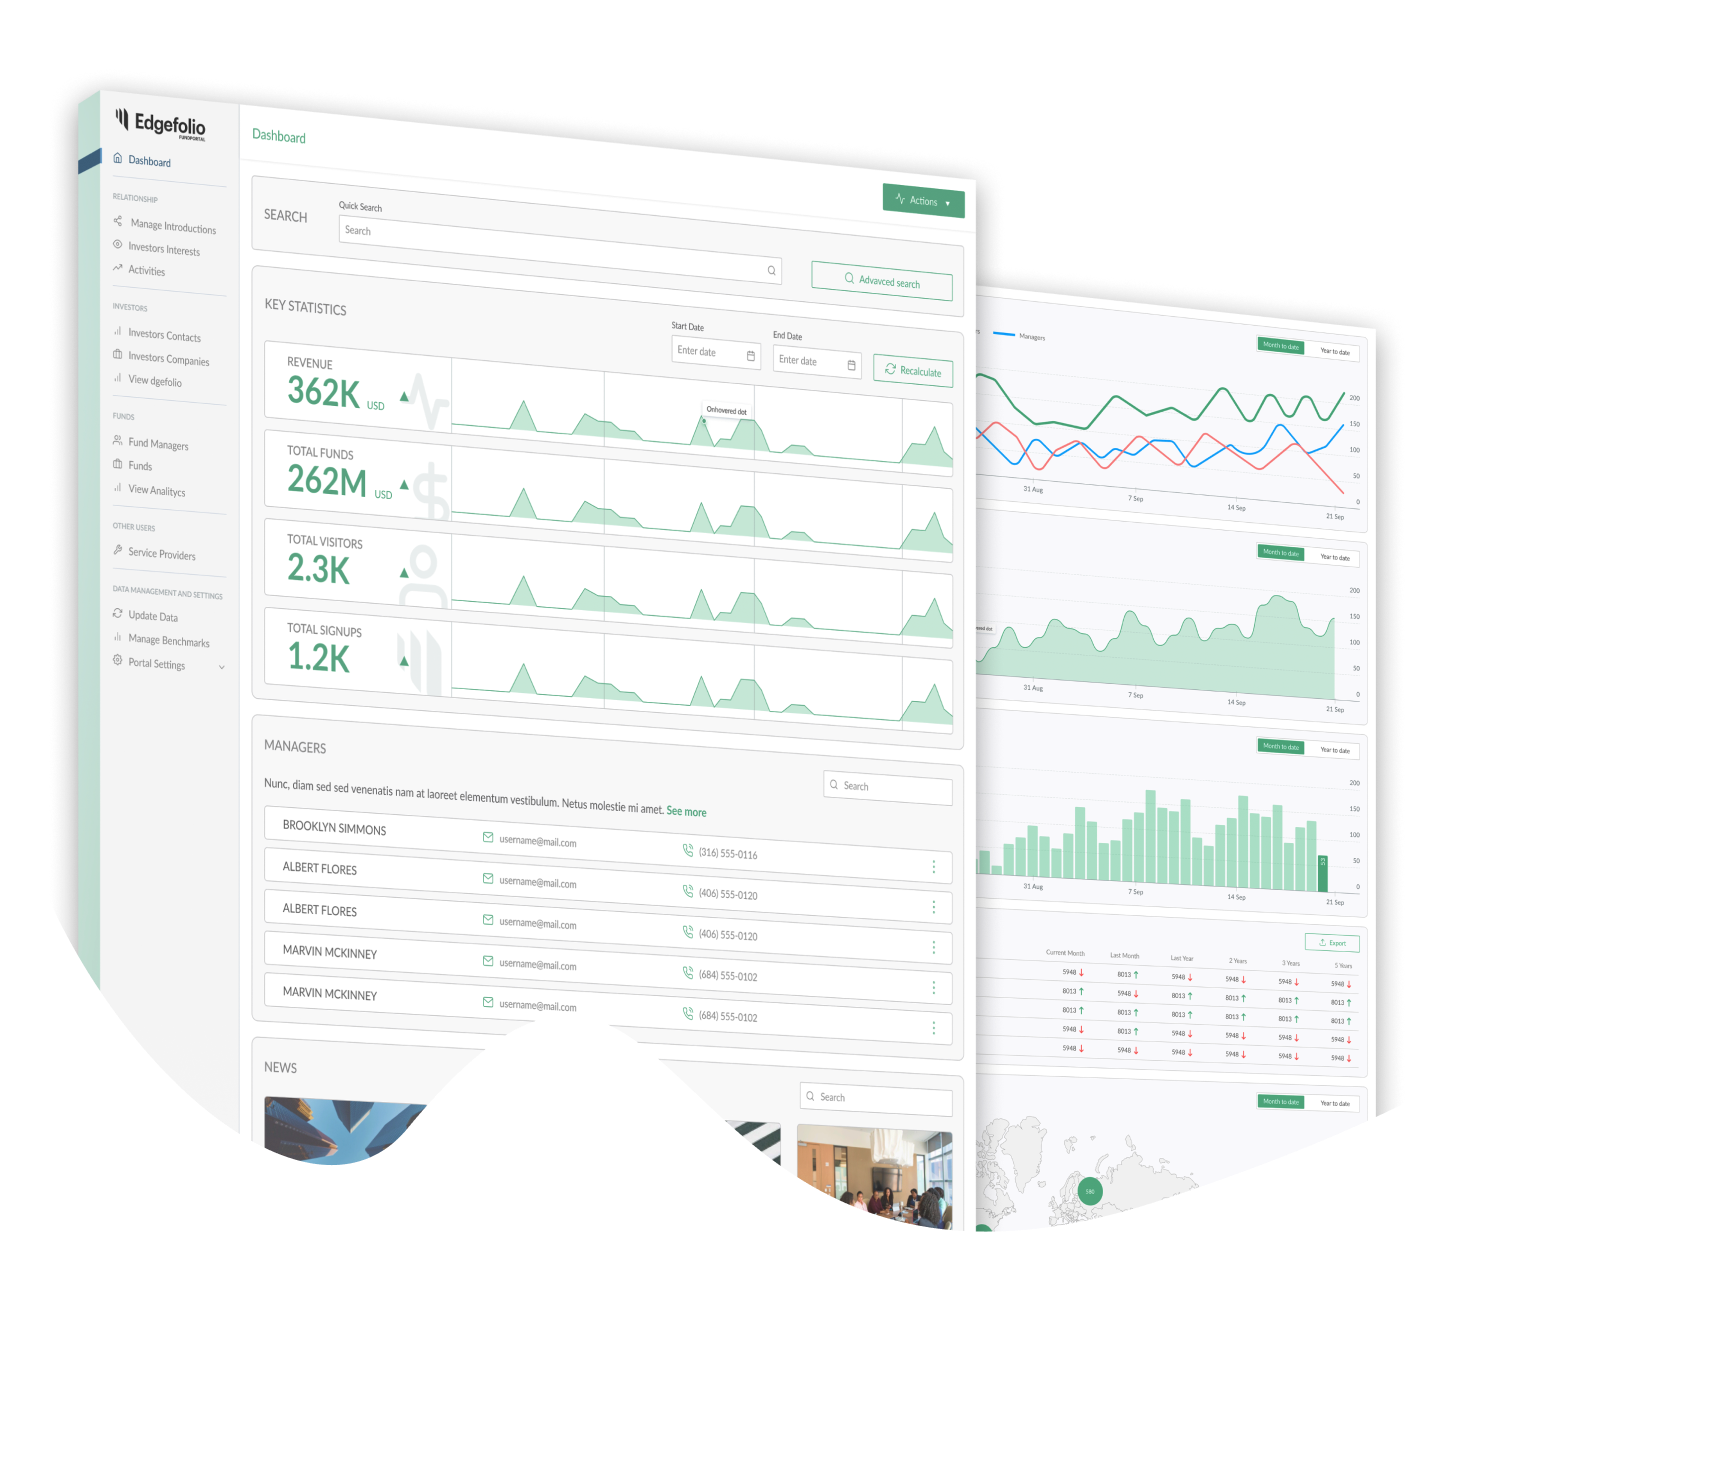 Edgefolio
FUNDPORTAL
Dashboard
RELATIONSHIP
Manage Introductions
Investors Interests
Activities
INVESTORS
Investors Contacts
Investors Companies
View dgefolio
FUNDS
Fund Managers
Funds
View Analitycs
OTHER USERS
Service Providers
DATA MANAGEMENT AND SETTINGS
Update Data
Manage Benchmarks
Portal Settings
Dashboard
Actions
SEARCH
Quick Search
Search
Advavced search
KEY STATISTICS
Start Date
Enter date
End Date
Enter date
Recalculate
REVENUE
362K USD
Onhovered dot
TOTAL FUNDS
262M USD
TOTAL VISITORS
2.3K
TOTAL SIGNUPS
1.2K
MANAGERS
Search
Nunc, diam sed sed venenatis nam at laoreet elementum vestibulum. Netus molestie mi amet. See more
BROOKLYN SIMMONS username@mail.com (316) 555-0116
ALBERT FLORES username@mail.com (406) 555-0120
ALBERT FLORES username@mail.com (406) 555-0120
MARVIN MCKINNEY username@mail.com (684) 555-0102
MARVIN MCKINNEY username@mail.com (684) 555-0102
NEWS
Search
Managers
Month to date Year to date
200
150
100
50
0
31 Aug 7 Sep 14 Sep 21 Sep
Month to date Year to date
200
150
100
50
0
dot
31 Aug 7 Sep 14 Sep 21 Sep
Month to date Year to date
200
150
100
50
0
53
31 Aug 7 Sep 14 Sep 21 Sep
Export
Current Month Last Month Last Year 2 Years 3 Years 5 Years
5948 8013 5948 5948 5948 5948
8013 5948 8013 8013 8013 8013
8013 8013 8013 8013 8013 8013
5948 8013 5948 5948 5948 5948
5948 5948 5948 5948 5948 5948
Month to date Year to date
580